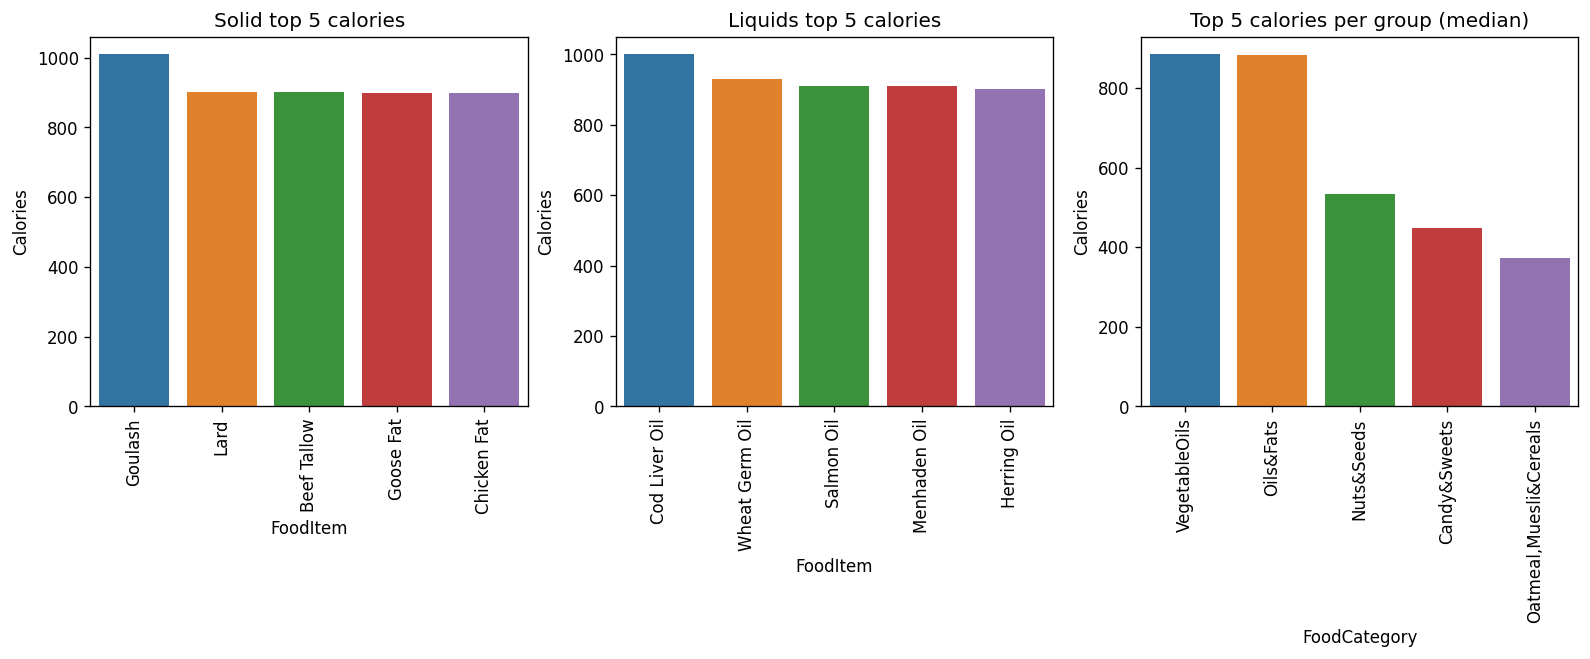 Solid top 5 calories
Calories
1000
800
600
400
200
0
Goulash
Lard
Beef Tallow
Goose Fat
Chicken Fat
FoodItem
Liquids top 5 calories
Calories
1000
800
600
400
200
0
Cod Liver Oil
Wheat Germ Oil
Salmon Oil
Menhaden Oil
Herring Oil
FoodItem
Top 5 calories per group (median)
Calories
800
600
400
200
0
VegetableOils
Oils&Fats
Nuts&Seeds
Candy&Sweets
Oatmeal,Muesli&Cereals
FoodCategory